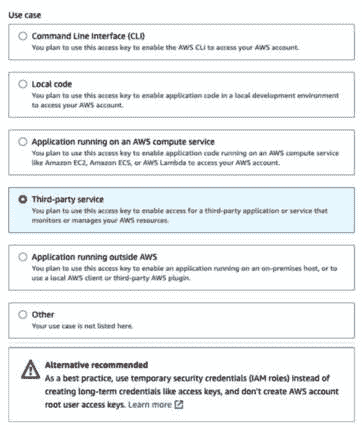 Use case
Command Line Interface (CLI)
You plan to use this access key to enable the AWS CLI to access your AWS account.
Local code
You plan to use this access key to enable application code in a local development environment
to access your AWS account.
Application running on an AWS compute service
You plan to use this access key to enable application code running on an AWS compute service
like Amazon EC2, Amazon ECS, or AWS Lambda to access your AWS account.
Third-party service
You plan to use this access key to enable access for a third-party application or service that
monitors or manages your AWS resources.
Application running outside AWS
You plan to use this access key to enable an application running on an on-premises host, or to
use a local AWS client or third-party AWS plugin.
Other
Your use case is not listed here.
Alternative recommended
As a best practice, use temporary security credentials (IAM roles) instead of
creating long-term credentials like access keys, and don't create AWS account
root user access keys. Learn more